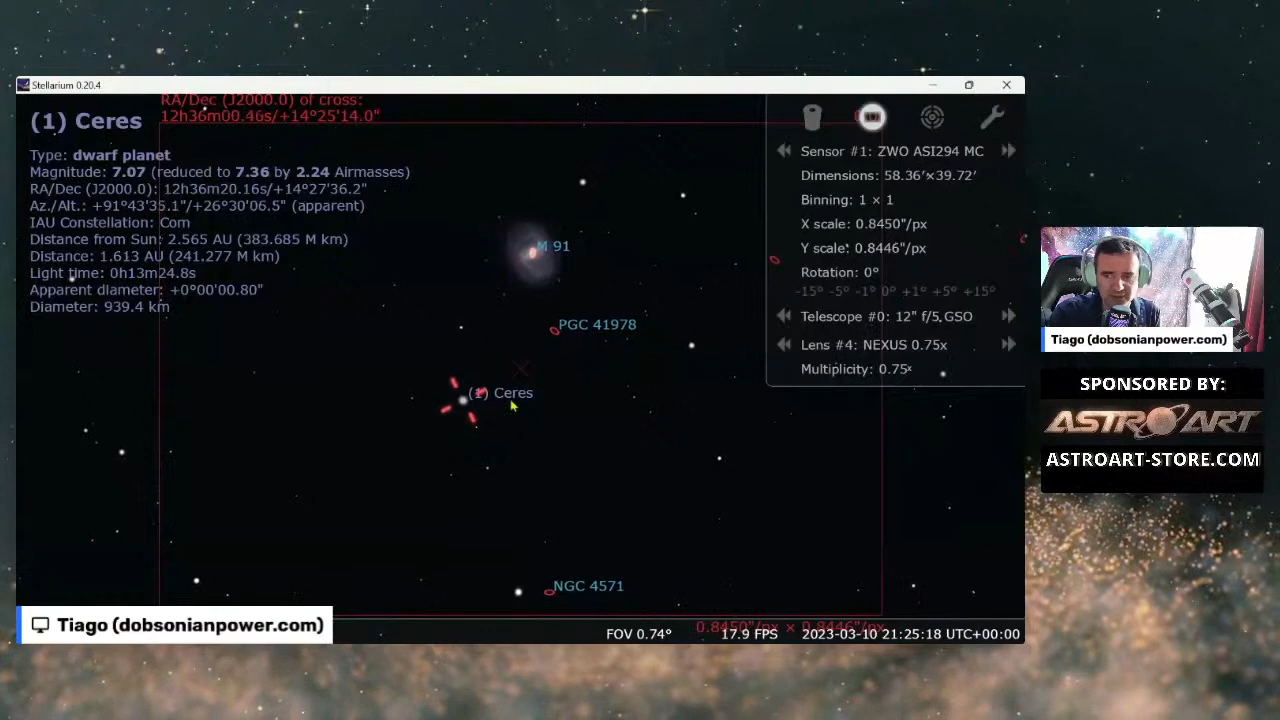 Stellarium 0.20.4
RA/Dec (J2000.0) of cross:
12h36m00.46s/+14°25'14.0"
(1) Ceres
Type: dwarf planet
Magnitude: 7.07 (reduced to 7.36 by 2.24 Airmasses)
RA/Dec (J2000.0): 12h36m20.16s/+14°27'36.2"
Az./Alt.: +91°43'35.1"/+26°30'06.5" (apparent)
IAU Constellation: Com
Distance from Sun: 2.565 AU (383.685 M km)
Distance: 1.613 AU (241.277 M km)
Light time: 0h13m24.8s
Apparent diameter: +0°00'00.80"
Diameter: 939.4 km
Sensor #1: ZWO ASI294 MC
Dimensions: 58.36′×39.72′
Binning: 1 × 1
X scale: 0.8450"/px
Y scale: 0.8446"/px
Rotation: 0°
-15° -5° -1° 0° +1° +5° +15°
Telescope #0: 12" f/5 GSO
Lens #4: NEXUS 0.75x
Multiplicity: 0.75x
M 91
PGC 41978
(1) Ceres
NGC 4571
0.8450"/px × 0.8446"/px
FOV 0.74° 17.9 FPS 2023-03-10 21:25:18 UTC+00:00
Tiago (dobsonianpower.com)
Tiago (dobsonianpower.com)
SPONSORED BY:
ASTROART
ASTROART-STORE.COM